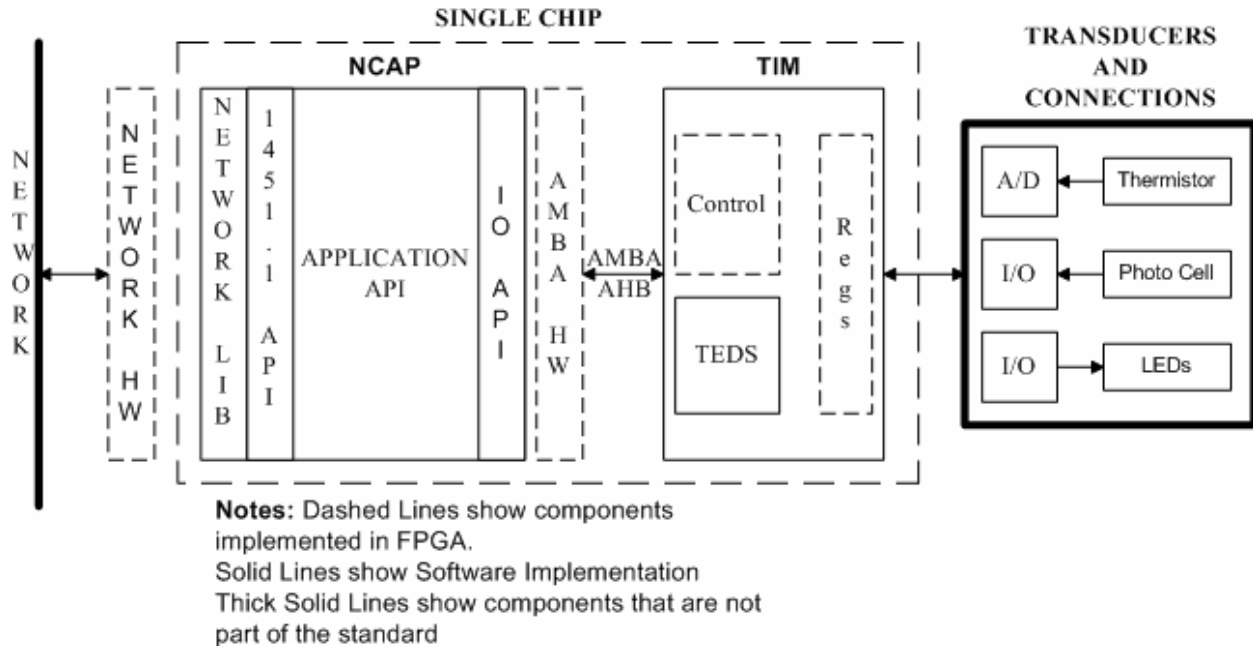 SINGLE CHIP
TRANSDUCERS
AND
CONNECTIONS
NCAP
TIM
NETWORK
NETWORK HW
NETWORK LIB
1451.1 API
APPLICATION
API
IO API
AMBA HW
AMBA
AHB
Control
TEDS
Regs
A/D
Thermistor
I/O
Photo Cell
I/O
LEDs
Notes: Dashed Lines show components
implemented in FPGA.
Solid Lines show Software Implementation
Thick Solid Lines show components that are not
part of the standard